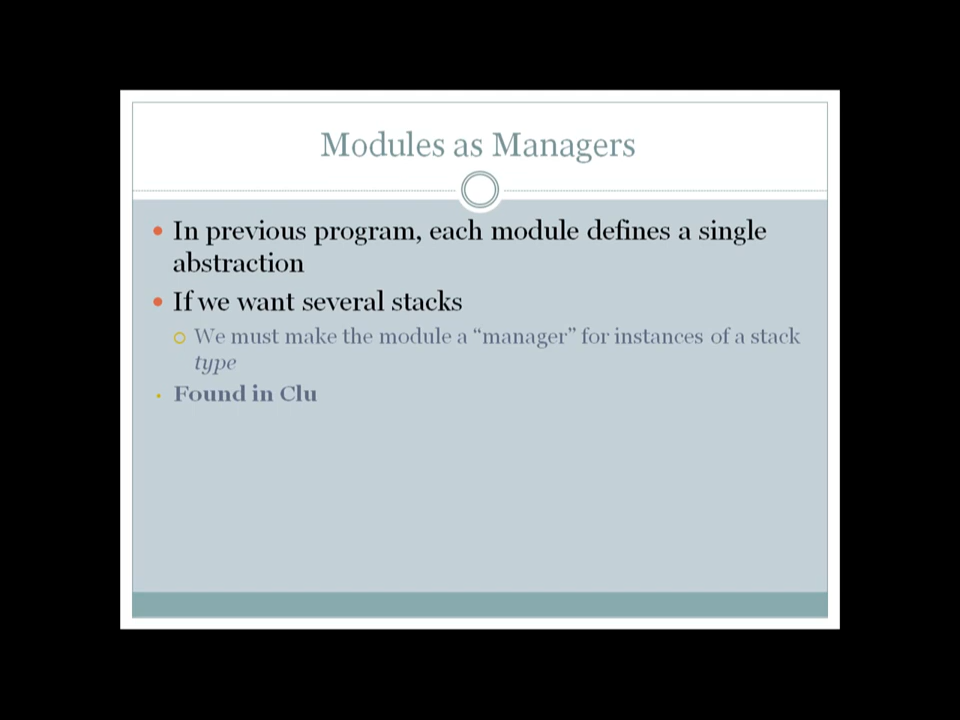 Modules as Managers
In previous program, each module defines a single
abstraction
If we want several stacks
We must make the module a “manager” for instances of a stack
type
Found in Clu